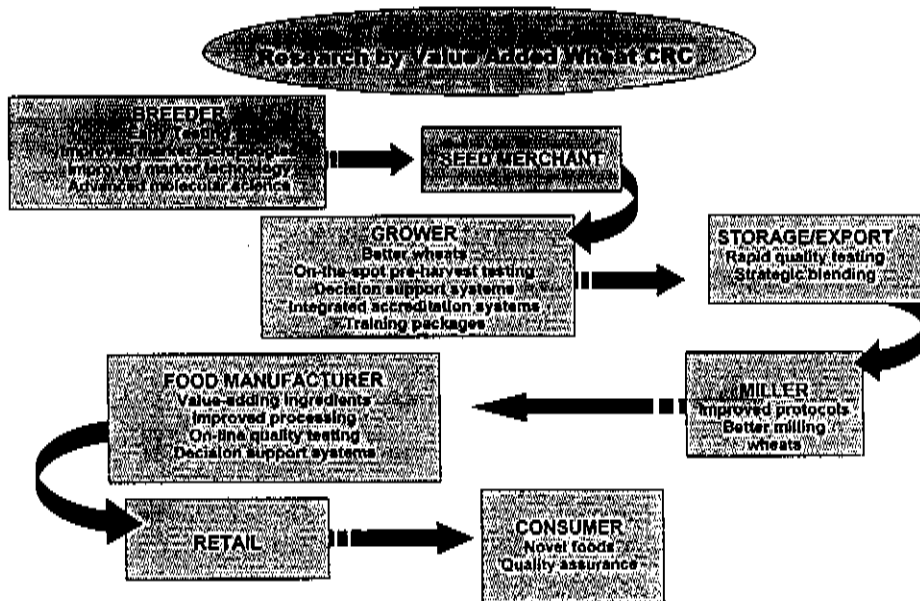 Research by Value Added Wheat CRC
BREEDER
Testing
Improved marker technology
Advanced molecular science
SEED MERCHANT
GROWER
Better wheats
On-the-spot pre-harvest testing
Decision support systems
Integrated accreditation systems
Training packages
STORAGE/EXPORT
Rapid quality testing
Strategic blending
MILLER
Improved protocols
Better milling
wheats
FOOD MANUFACTURER
Value-adding ingredients
Improved processing
On-line quality testing
Decision support systems
RETAIL
CONSUMER
Novel foods
Quality assurance